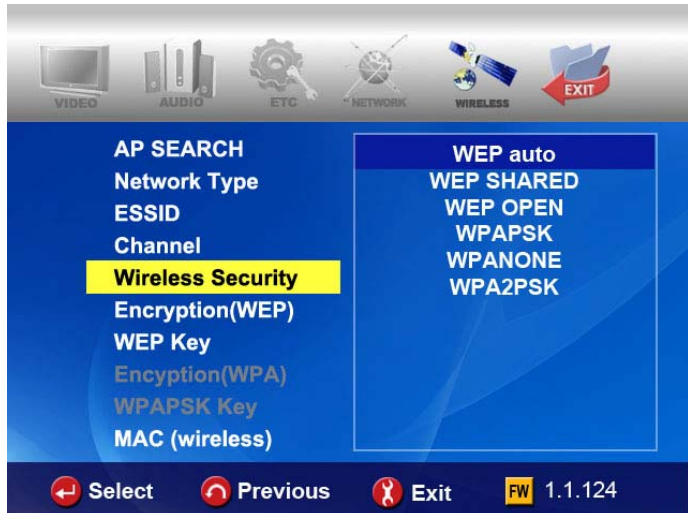 VIDEO AUDIO ETC NETWORK WIRELESS EXIT
AP SEARCH
Network Type
ESSID
Channel
Wireless Security
Encryption(WEP)
WEP Key
Encyption(WPA)
WPAPSK Key
MAC (wireless)
WEP auto
WEP SHARED
WEP OPEN
WPAPSK
WPANONE
WPA2PSK
Select Previous Exit FW 1.1.124